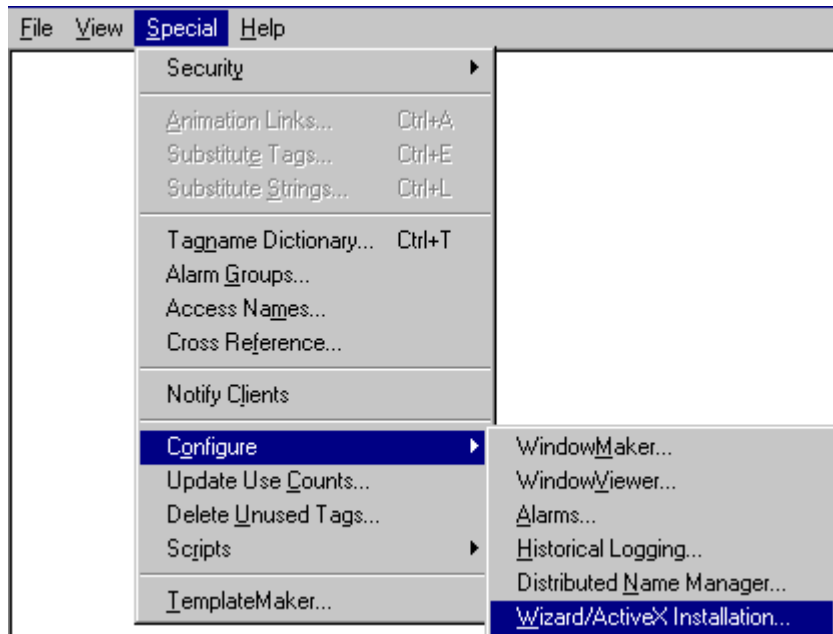 File View Special Help
Security
Animation Links... Ctrl+A
Substitute Tags... Ctrl+E
Substitute Strings... Ctrl+L
Tagname Dictionary... Ctrl+T
Alarm Groups...
Access Names...
Cross Reference...
Notify Clients
Configure
Update Use Counts...
Delete Unused Tags...
Scripts
TemplateMaker...
WindowMaker...
WindowViewer...
Alarms...
Historical Logging...
Distributed Name Manager...
Wizard/ActiveX Installation...